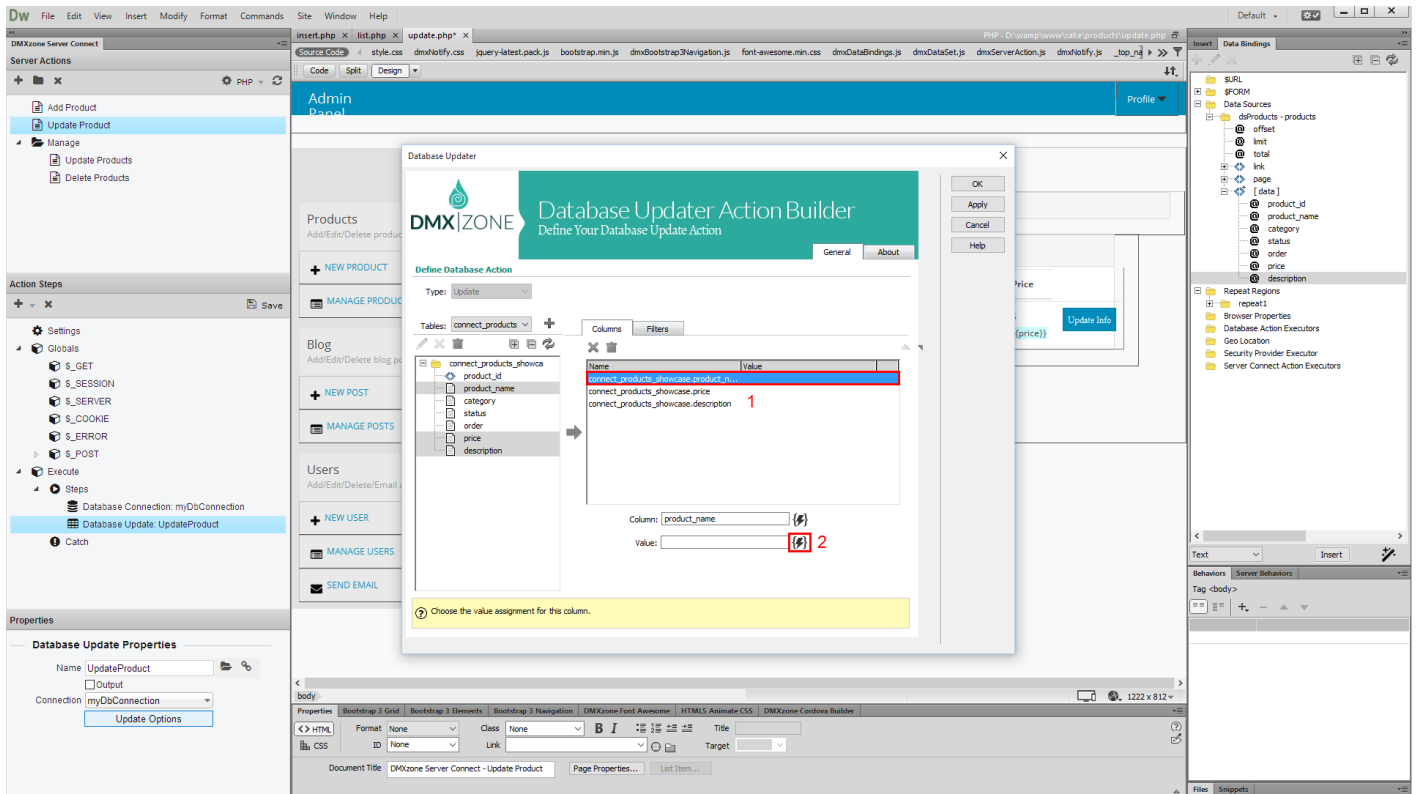 Dw File Edit View Insert Modify Format Commands Site Window Help Default
DMXzone Server Connect
Server Actions
PHP
Add Product
Update Product
Manage
Update Products
Delete Products
Action Steps
Save
Settings
Globals
$_GET
$_SESSION
$_SERVER
$_COOKIE
$_ERROR
$_POST
Execute
Steps
Database Connection: myDbConnection
Database Update: UpdateProduct
Catch
Properties
Database Update Properties
Name UpdateProduct
Output
Connection myDbConnection
Update Options
insert.php × list.php × update.php* × PHP - D:\wamp\www\cake\products\update.php
Source Code style.css dmxNotify.css jquery-latest.pack.js bootstrap.min.js dmxBootstrap3Navigation.js font-awesome.min.css dmxDataBindings.js dmxDataSet.js dmxServerAction.js dmxNotify.js _top_na
Code Split Design
Admin
Panel
Profile
Products
Add/Edit/Delete produc
NEW PRODUCT
MANAGE PRODUC
Blog
Add/Edit/Delete blog po
NEW POST
MANAGE POSTS
Users
Add/Edit/Delete/Email
NEW USER
MANAGE USERS
SEND EMAIL
Price
{price}}
Update Info
Database Updater
DMX|ZONE
Database Updater Action Builder
Define Your Database Update Action
General About
OK
Apply
Cancel
Help
Define Database Action
Type: Update
Tables: connect_products
connect_products_showca
product_id
product_name
category
status
order
price
description
Columns Filters
Name Value
connect_products_showcase.product_n...
connect_products_showcase.price
connect_products_showcase.description
1
Column: product_name
Value:
2
Choose the value assignment for this column.
body
1222 x 812
Properties Bootstrap 3 Grid Bootstrap 3 Elements Bootstrap 3 Navigation DMXzone Font Awesome HTML5 Animate CSS DMXzone Cordova Builder
<> HTML Format None Class None B I Title
CSS ID None Link Target
Document Title DMXzone Server Connect - Update Product Page Properties... List Item...
Insert Data Bindings
$URL
$FORM
Data Sources
dsProducts - products
offset
limit
total
link
page
[ data ]
product_id
product_name
category
status
order
price
description
Repeat Regions
repeat1
Browser Properties
Database Action Executors
Geo Location
Security Provider Executor
Server Connect Action Executors
Text Insert
Behaviors Server Behaviors
Tag <body>
Files Snippets